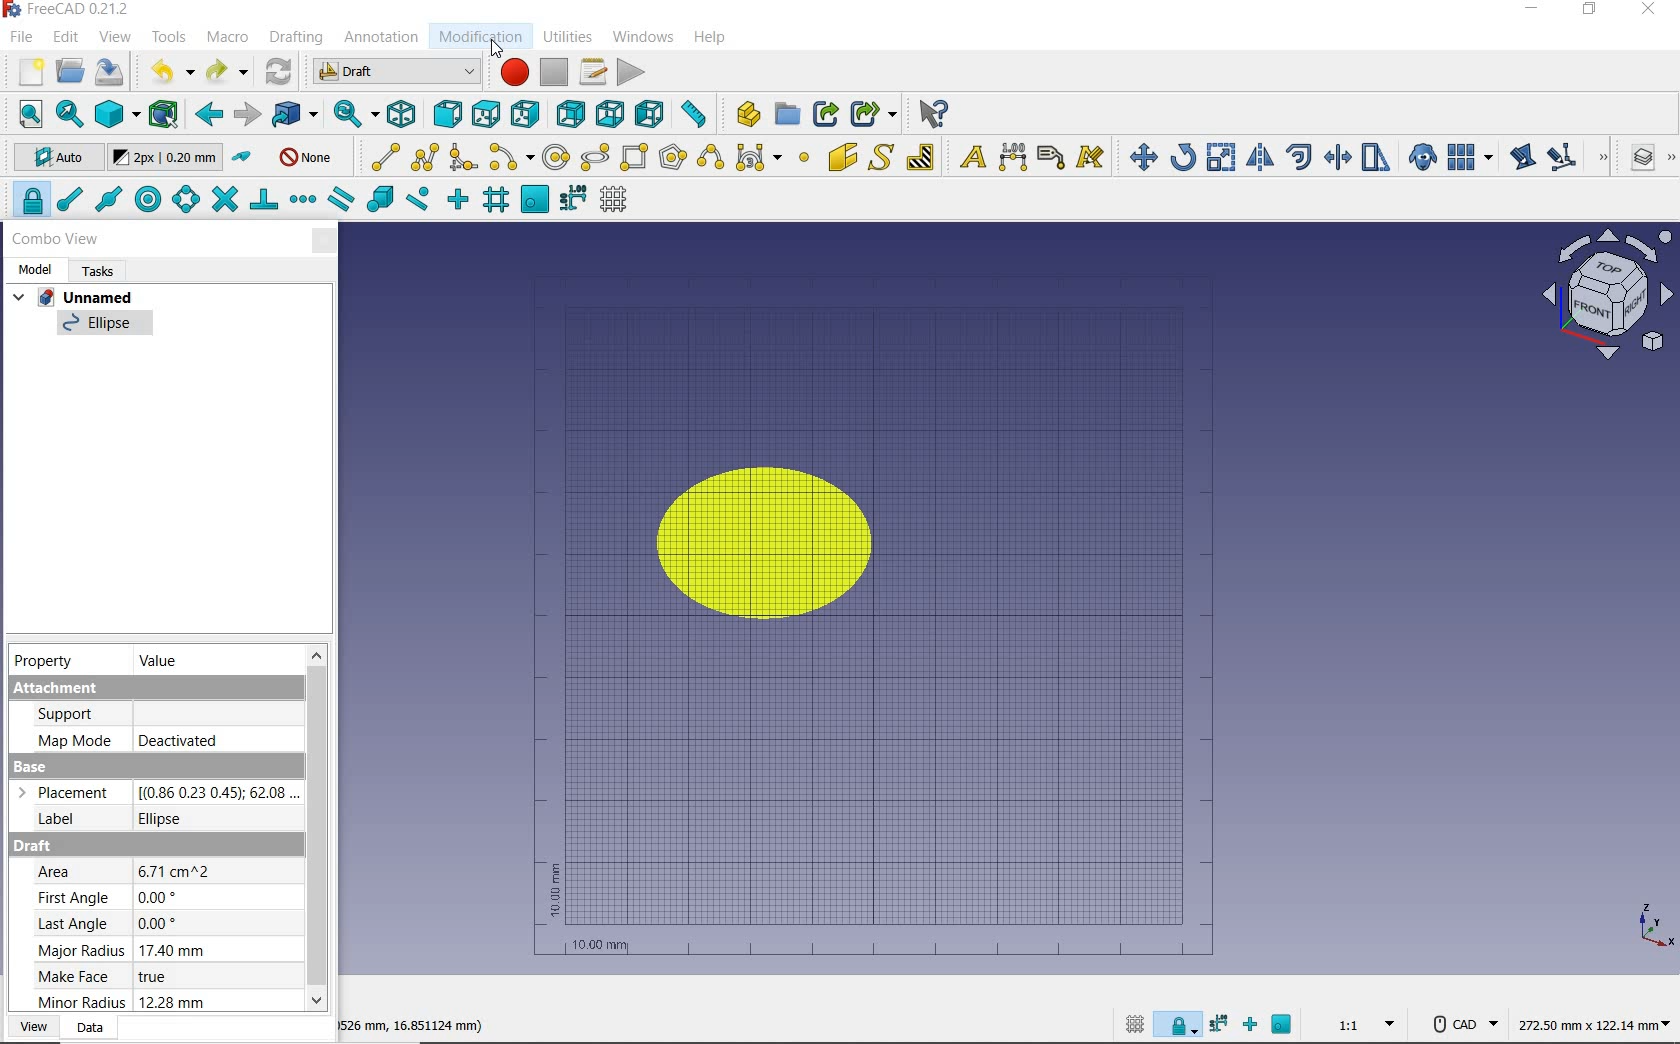 FreeCAD 0.21.2
File Edit View Tools Macro Drafting Annotation Modification Utilities Windows Help
Draft
Auto 2px | 0.20 mm None 1.00
1.00
Combo View
Model Tasks
Unnamed
Ellipse
TOP
FRONT
RIGHT
Property Value
Attachment
Support
Map Mode Deactivated
Base
Placement [(0.86 0.23 0.45); 62.08 ...
Label Ellipse
Draft
Area 6.71 cm^2
First Angle 0.00 °
Last Angle 0.00 °
Major Radius 17.40 mm
Make Face true
Minor Radius 12.28 mm
View Data
10.00 mm
10.00 mm
Z
Y
X
526 mm, 16.851124 mm)
1:1 CAD 272.50 mm x 122.14 mm